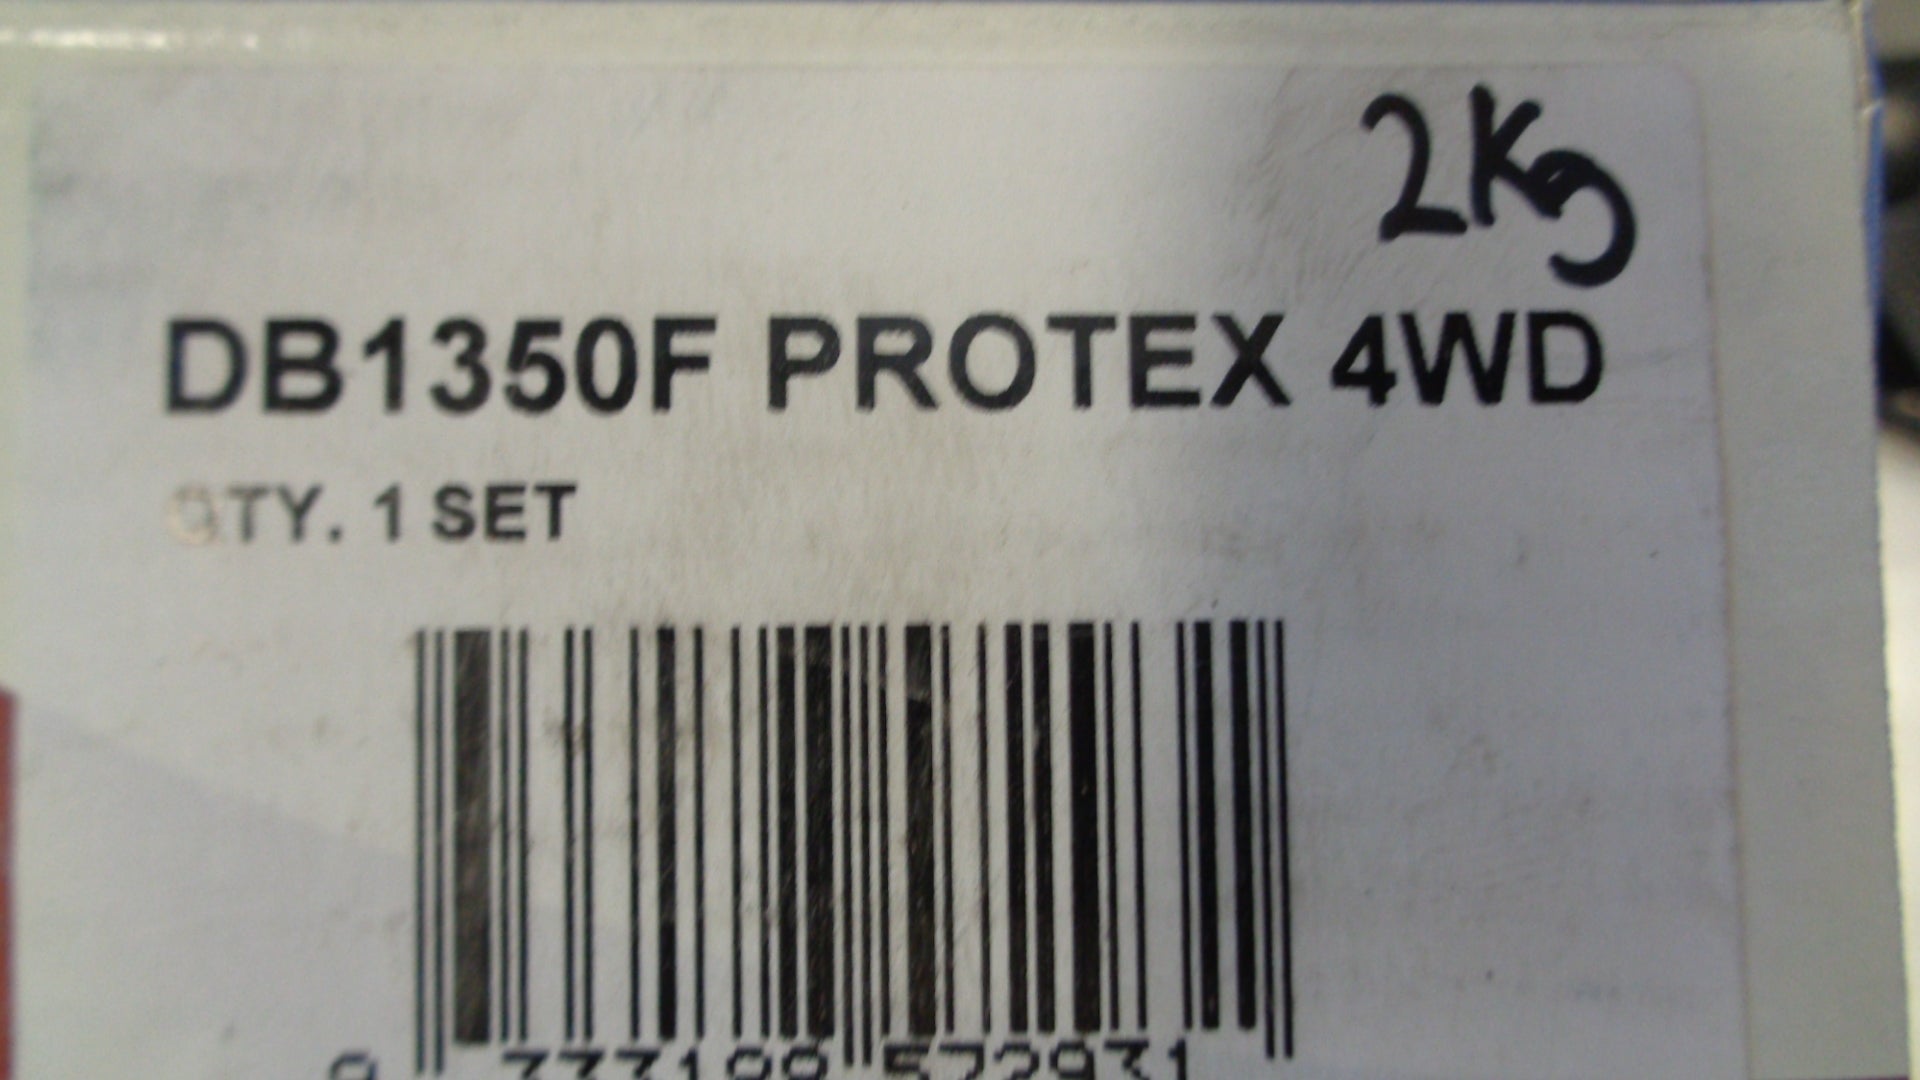 2Kg
DB1350F PROTEX 4WD
QTY. 1 SET